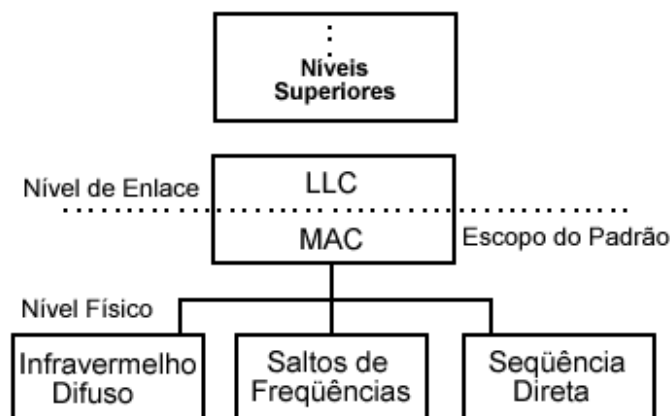 Níveis
Superiores
Nível de Enlace
LLC
MAC
Escopo do Padrão
Nível Físico
Infravermelho
Difuso
Saltos de
Freqüências
Seqüência
Direta